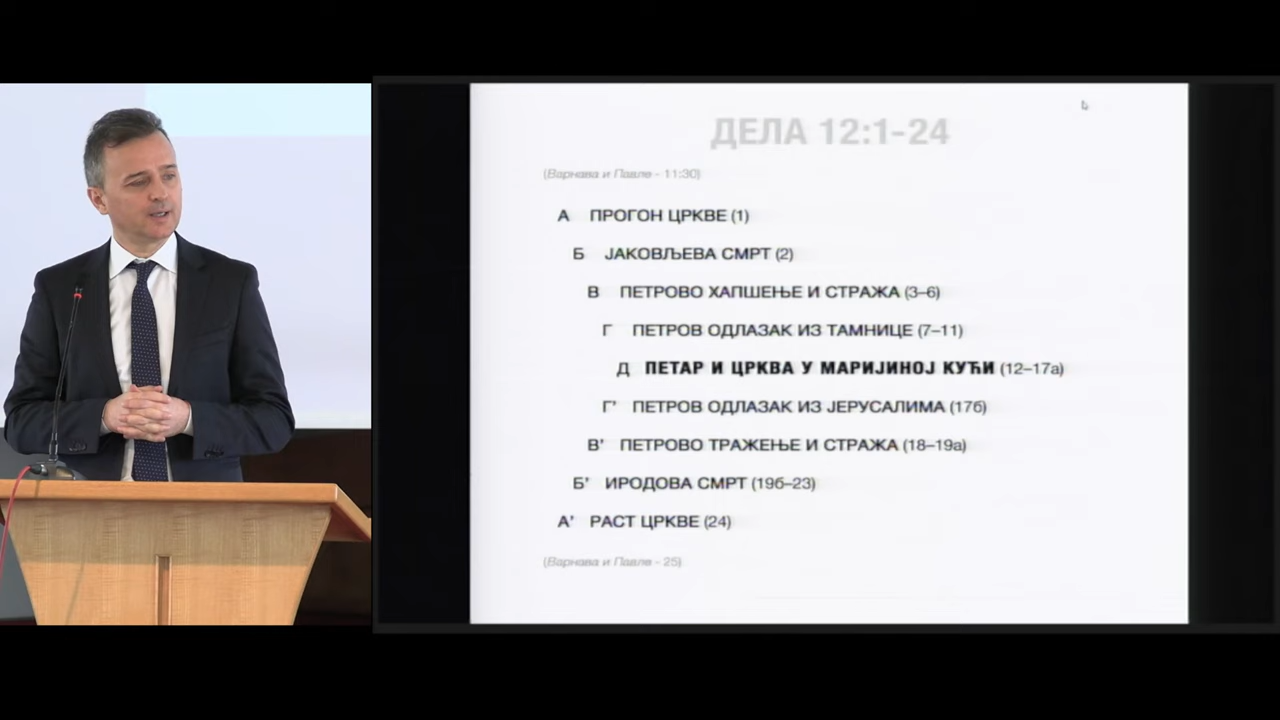 ДЕЛА 12:1-24
(Варнава и Павле - 11:30)
А ПРОГОН ЦРКВЕ (1)
Б ЈАКОВЉЕВА СМРТ (2)
В ПЕТРОВО ХАПШЕЊЕ И СТРАЖА (3–6)
Г ПЕТРОВ ОДЛАЗАК ИЗ ТАМНИЦЕ (7–11)
Д ПЕТАР И ЦРКВА У МАРИЈИНОЈ КУЋИ (12–17а)
Г' ПЕТРОВ ОДЛАЗАК ИЗ ЈЕРУСАЛИМА (17б)
В' ПЕТРОВО ТРАЖЕЊЕ И СТРАЖА (18–19а)
Б' ИРОДОВА СМРТ (19б–23)
А' РАСТ ЦРКВЕ (24)
(Варнава и Павле - 25)